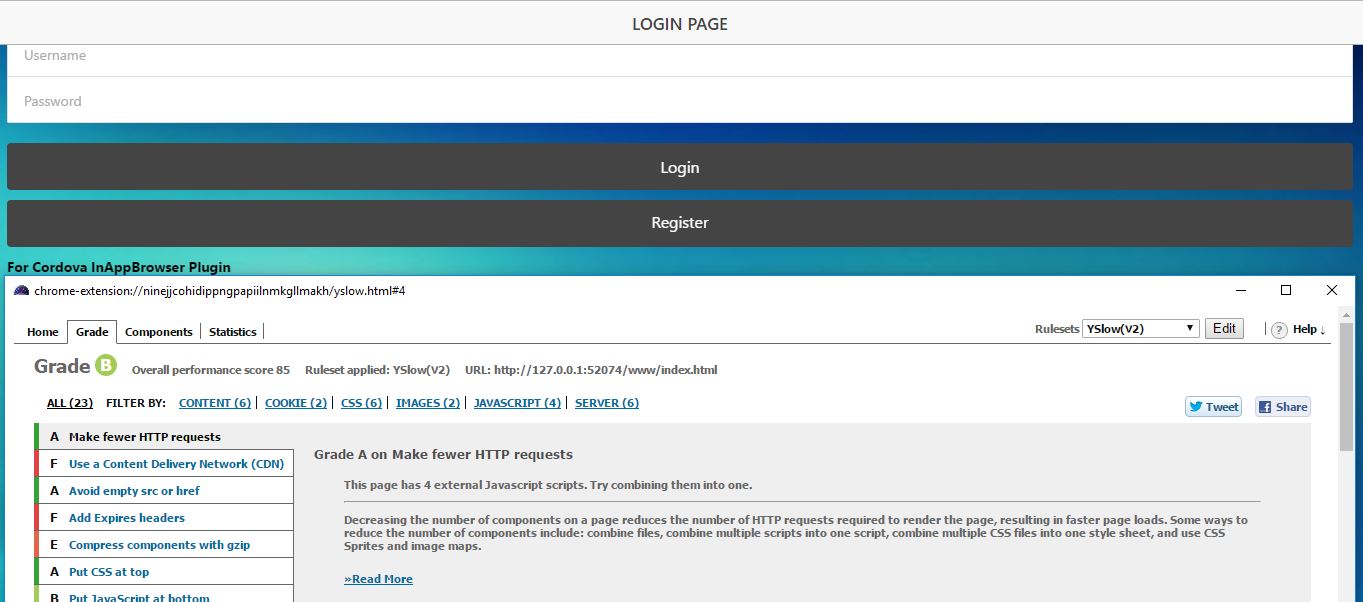 LOGIN PAGE
Username
Password
Login
Register
For Cordova InAppBrowser Plugin
chrome-extension://ninejjcohidippngpapiilnmkgllmakh/yslow.html#4
Home Grade Components Statistics Rulesets YSlow(V2) Edit ? Help ↓
Grade B Overall performance score 85 Ruleset applied: YSlow(V2) URL: http://127.0.0.1:52074/www/index.html
ALL (23) FILTER BY: CONTENT (6) COOKIE (2) CSS (6) IMAGES (2) JAVASCRIPT (4) SERVER (6)
Tweet Share
A Make fewer HTTP requests
F Use a Content Delivery Network (CDN)
A Avoid empty src or href
F Add Expires headers
E Compress components with gzip
A Put CSS at top
B Put JavaScript at bottom
Grade A on Make fewer HTTP requests
This page has 4 external Javascript scripts. Try combining them into one.
Decreasing the number of components on a page reduces the number of HTTP requests required to render the page, resulting in faster page loads. Some ways to
reduce the number of components include: combine files, combine multiple scripts into one script, combine multiple CSS files into one style sheet, and use CSS
Sprites and image maps.
»Read More